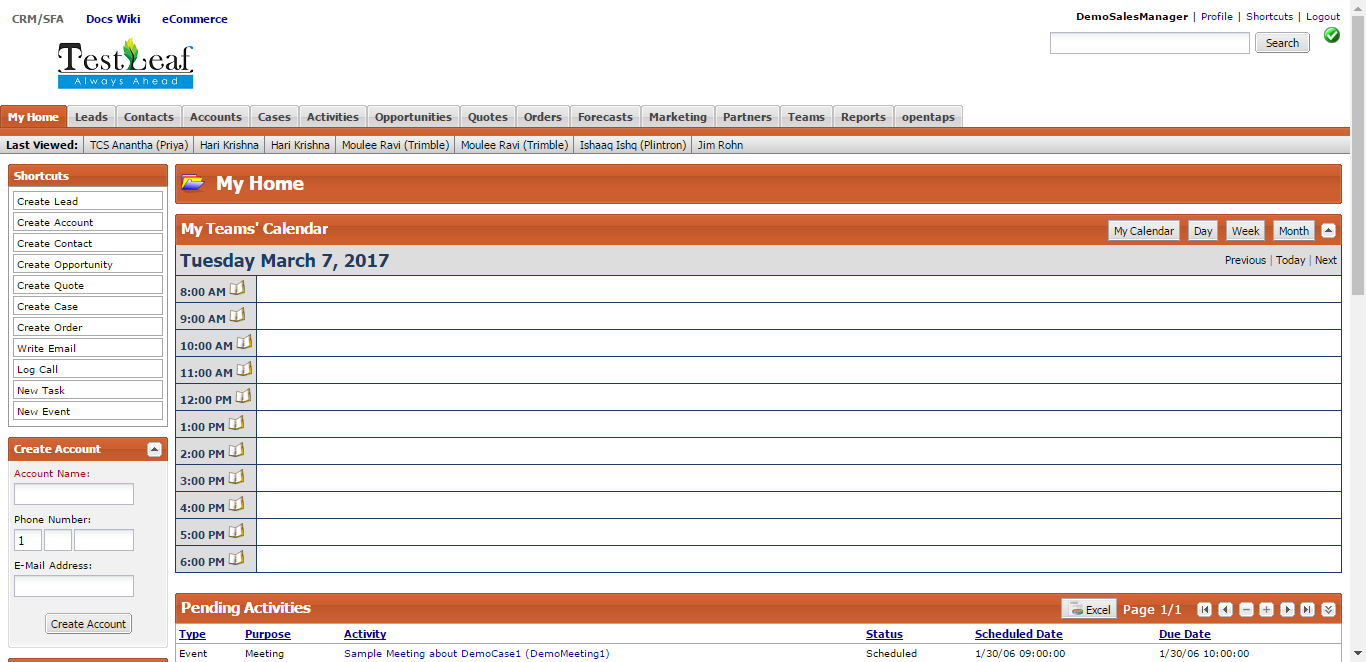 CRM/SFA Docs Wiki eCommerce
DemoSalesManager | Profile | Shortcuts | Logout
Search
TestLeaf
Always Ahead
My Home Leads Contacts Accounts Cases Activities Opportunities Quotes Orders Forecasts Marketing Partners Teams Reports opentaps
Last Viewed: TCS Anantha (Priya) Hari Krishna Hari Krishna Moulee Ravi (Trimble) Moulee Ravi (Trimble) Ishaaq Ishq (Plintron) Jim Rohn
Shortcuts
Create Lead
Create Account
Create Contact
Create Opportunity
Create Quote
Create Case
Create Order
Write Email
Log Call
New Task
New Event
Create Account
Account Name:
Phone Number:
1
E-Mail Address:
Create Account
My Home
My Teams' Calendar My Calendar Day Week Month
Tuesday March 7, 2017 Previous | Today | Next
8:00 AM
9:00 AM
10:00 AM
11:00 AM
12:00 PM
1:00 PM
2:00 PM
3:00 PM
4:00 PM
5:00 PM
6:00 PM
Pending Activities Excel Page 1/1
Type Purpose Activity Status Scheduled Date Due Date
Event Meeting Sample Meeting about DemoCase1 (DemoMeeting1) Scheduled 1/30/06 09:00:00 1/30/06 10:00:00